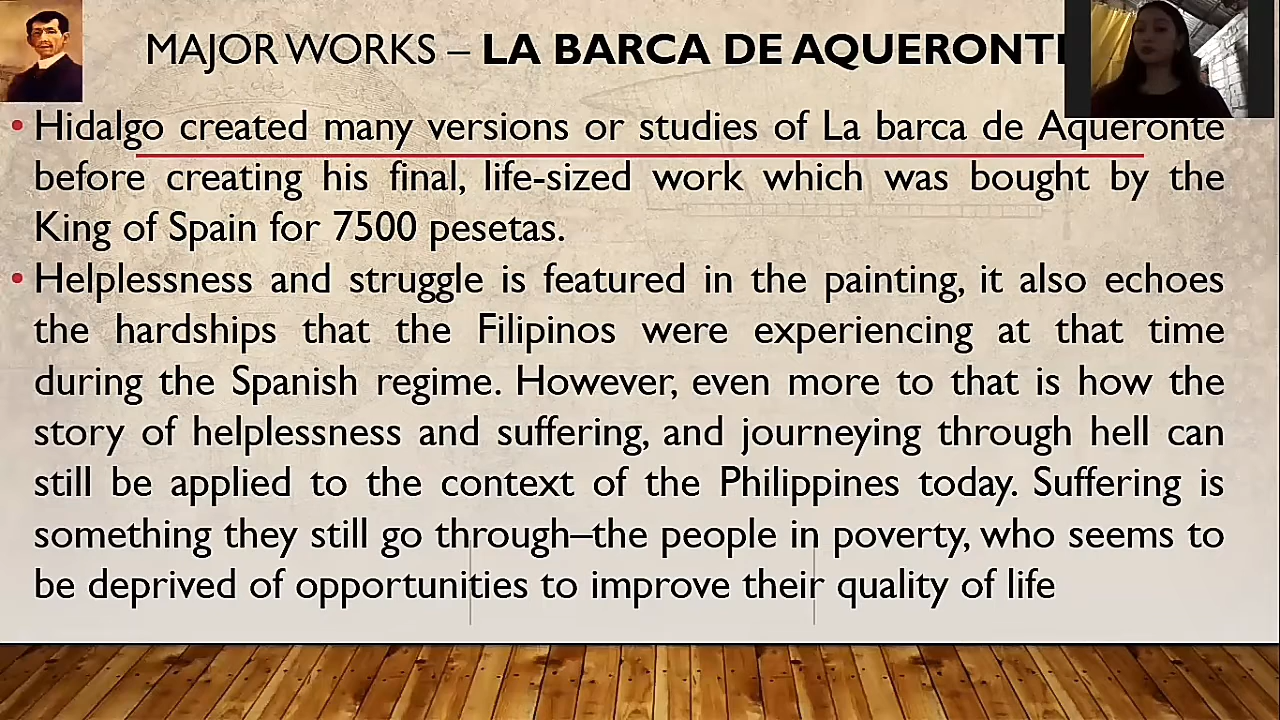 MAJOR WORKS – LA BARCA DE AQUERONTE
• Hidalgo created many versions or studies of La barca de Aqueronte
before creating his final, life-sized work which was bought by the
King of Spain for 7500 pesetas.
• Helplessness and struggle is featured in the painting, it also echoes
the hardships that the Filipinos were experiencing at that time
during the Spanish regime. However, even more to that is how the
story of helplessness and suffering, and journeying through hell can
still be applied to the context of the Philippines today. Suffering is
something they still go through–the people in poverty, who seems to
be deprived of opportunities to improve their quality of life